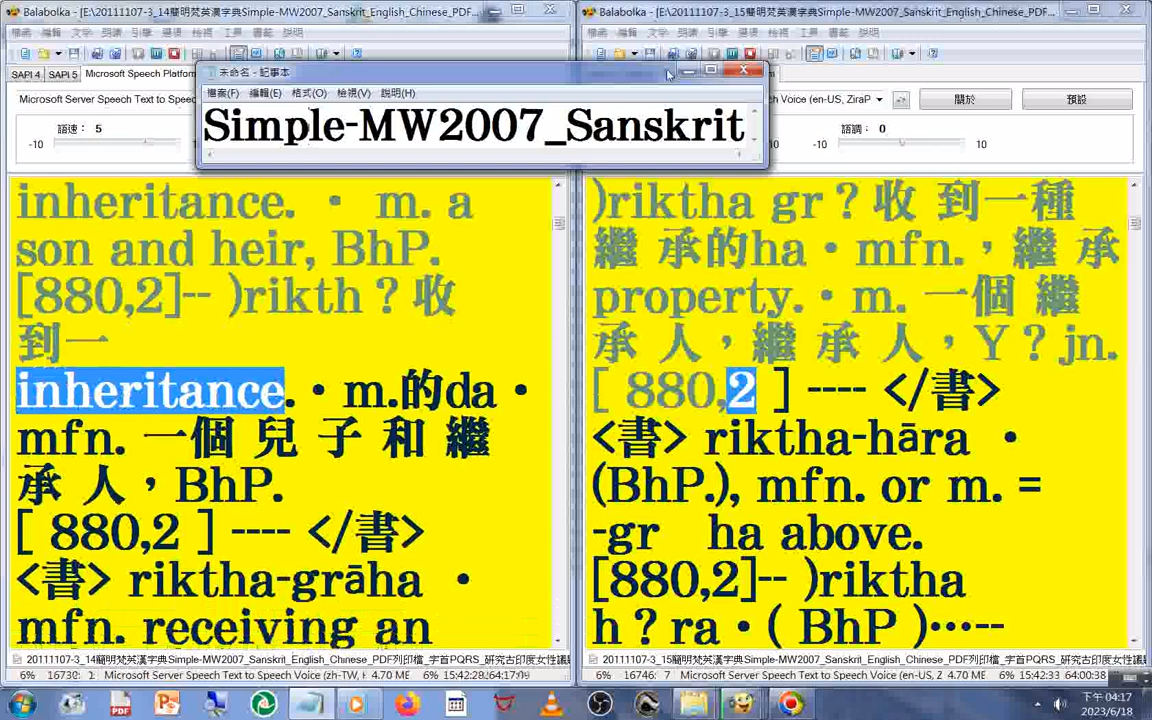 Balabolka - [E:\20111107-3_14簡明梵英漢字典Simple-MW2007_Sanskrit_English_Chinese_PDF...
Balabolka - [E:\20111107-3_15簡明梵英漢字典Simple-MW2007_Sanskrit_English_Chinese_PDF...
SAPI 4 SAPI 5 Microsoft Speech Platform
未命名 - 記事本
檔案(F) 編輯(E) 格式(O) 檢視(V) 說明(H)
Simple-MW2007_Sanskrit
Microsoft Server Speech Text to Spee
Voice (en-US, ZiraP
關於
預設
語速： 5
-10
語調： 0
-10 10
inheritance. • m. a
son and heir, BhP.
[880,2]-- )rikth？收
到一
inheritance. • m.的da •
mfn. 一個 兒 子 和 繼
承 人，BhP.
[ 880,2 ] ---- </書>
<書> riktha-grāha •
mfn. receiving an
)riktha gr？收 到一種
繼 承的ha • mfn.，繼 承
property. • m. 一個 繼
承 人，繼 承 人，Y？jn.
[ 880,2 ] ---- </書>
<書> riktha-hāra •
(BhP.), mfn. or m. =
-gr ha above.
[880,2]-- )riktha
h？ra • ( BhP )…--
20111107-3_14簡明梵英漢字典Simple-MW2007_Sanskrit_English_Chinese_PDF列印檔_字首PQRS_研究古印度女性議
20111107-3_15簡明梵英漢字典Simple-MW2007_Sanskrit_English_Chinese_PDF列印檔_字首PQRS_研究古印度女性議
6% 16730: 1 Microsoft Server Speech Text to Speech Voice (zh-TW, H 4.70 ME 15:42:28
6% 16746: 7 Microsoft Server Speech Text to Speech Voice (en-US, Z 4.70 ME 15:42:33/64:00:38
下午 04:17
2023/6/18